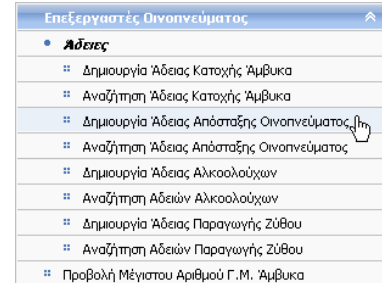 Επεξεργαστές Οινοπνεύματος
Άδειες
Δημιουργία Άδειας Κατοχής Άμβυκα
Αναζήτηση Άδειας Κατοχής Άμβυκα
Δημιουργία Άδειας Απόσταξης Οινοπνεύματος
Αναζήτηση Άδειας Απόσταξης Οινοπνεύματος
Δημιουργία Άδειας Αλκοολούχων
Αναζήτηση Αδειών Αλκοολούχων
Δημιουργία Άδειας Παραγωγής Ζύθου
Αναζήτηση Αδειών Παραγωγής Ζύθου
Προβολή Μέγιστου Αριθμού Γ.Μ. Άμβυκα